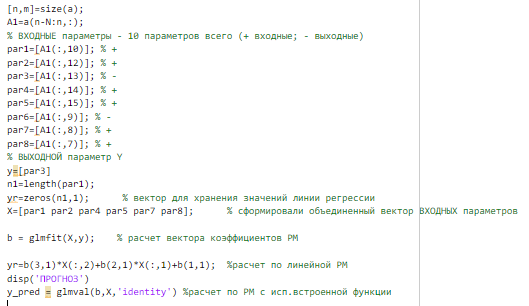 [n,m]=size(a);
A1=a(n-N:n,:);
% ВХОДНЫЕ параметры - 10 параметров всего (+ входные; - выходные)
par1=[A1(:,10)]; % +
par2=[A1(:,12)]; % +
par3=[A1(:,13)]; % -
par4=[A1(:,14)]; % +
par5=[A1(:,15)]; % +
par6=[A1(:,9)]; % -
par7=[A1(:,8)]; % +
par8=[A1(:,7)]; % +
% ВЫХОДНОЙ параметр Y
y=[par3]
n1=length(par1);
yr=zeros(n1,1); % вектор для хранения значений линии регрессии
X=[par1 par2 par4 par5 par7 par8]; % сформировали объединенный вектор ВХОДНЫХ параметров
b = glmfit(X,y); % расчет вектора коэффициентов РМ
yr=b(3,1)*X(:,2)+b(2,1)*X(:,1)+b(1,1); %расчет по линейной РМ
disp('ПРОГНОЗ')
y_pred = glmval(b,X,'identity') %расчет по РМ с исп.встроенной функции